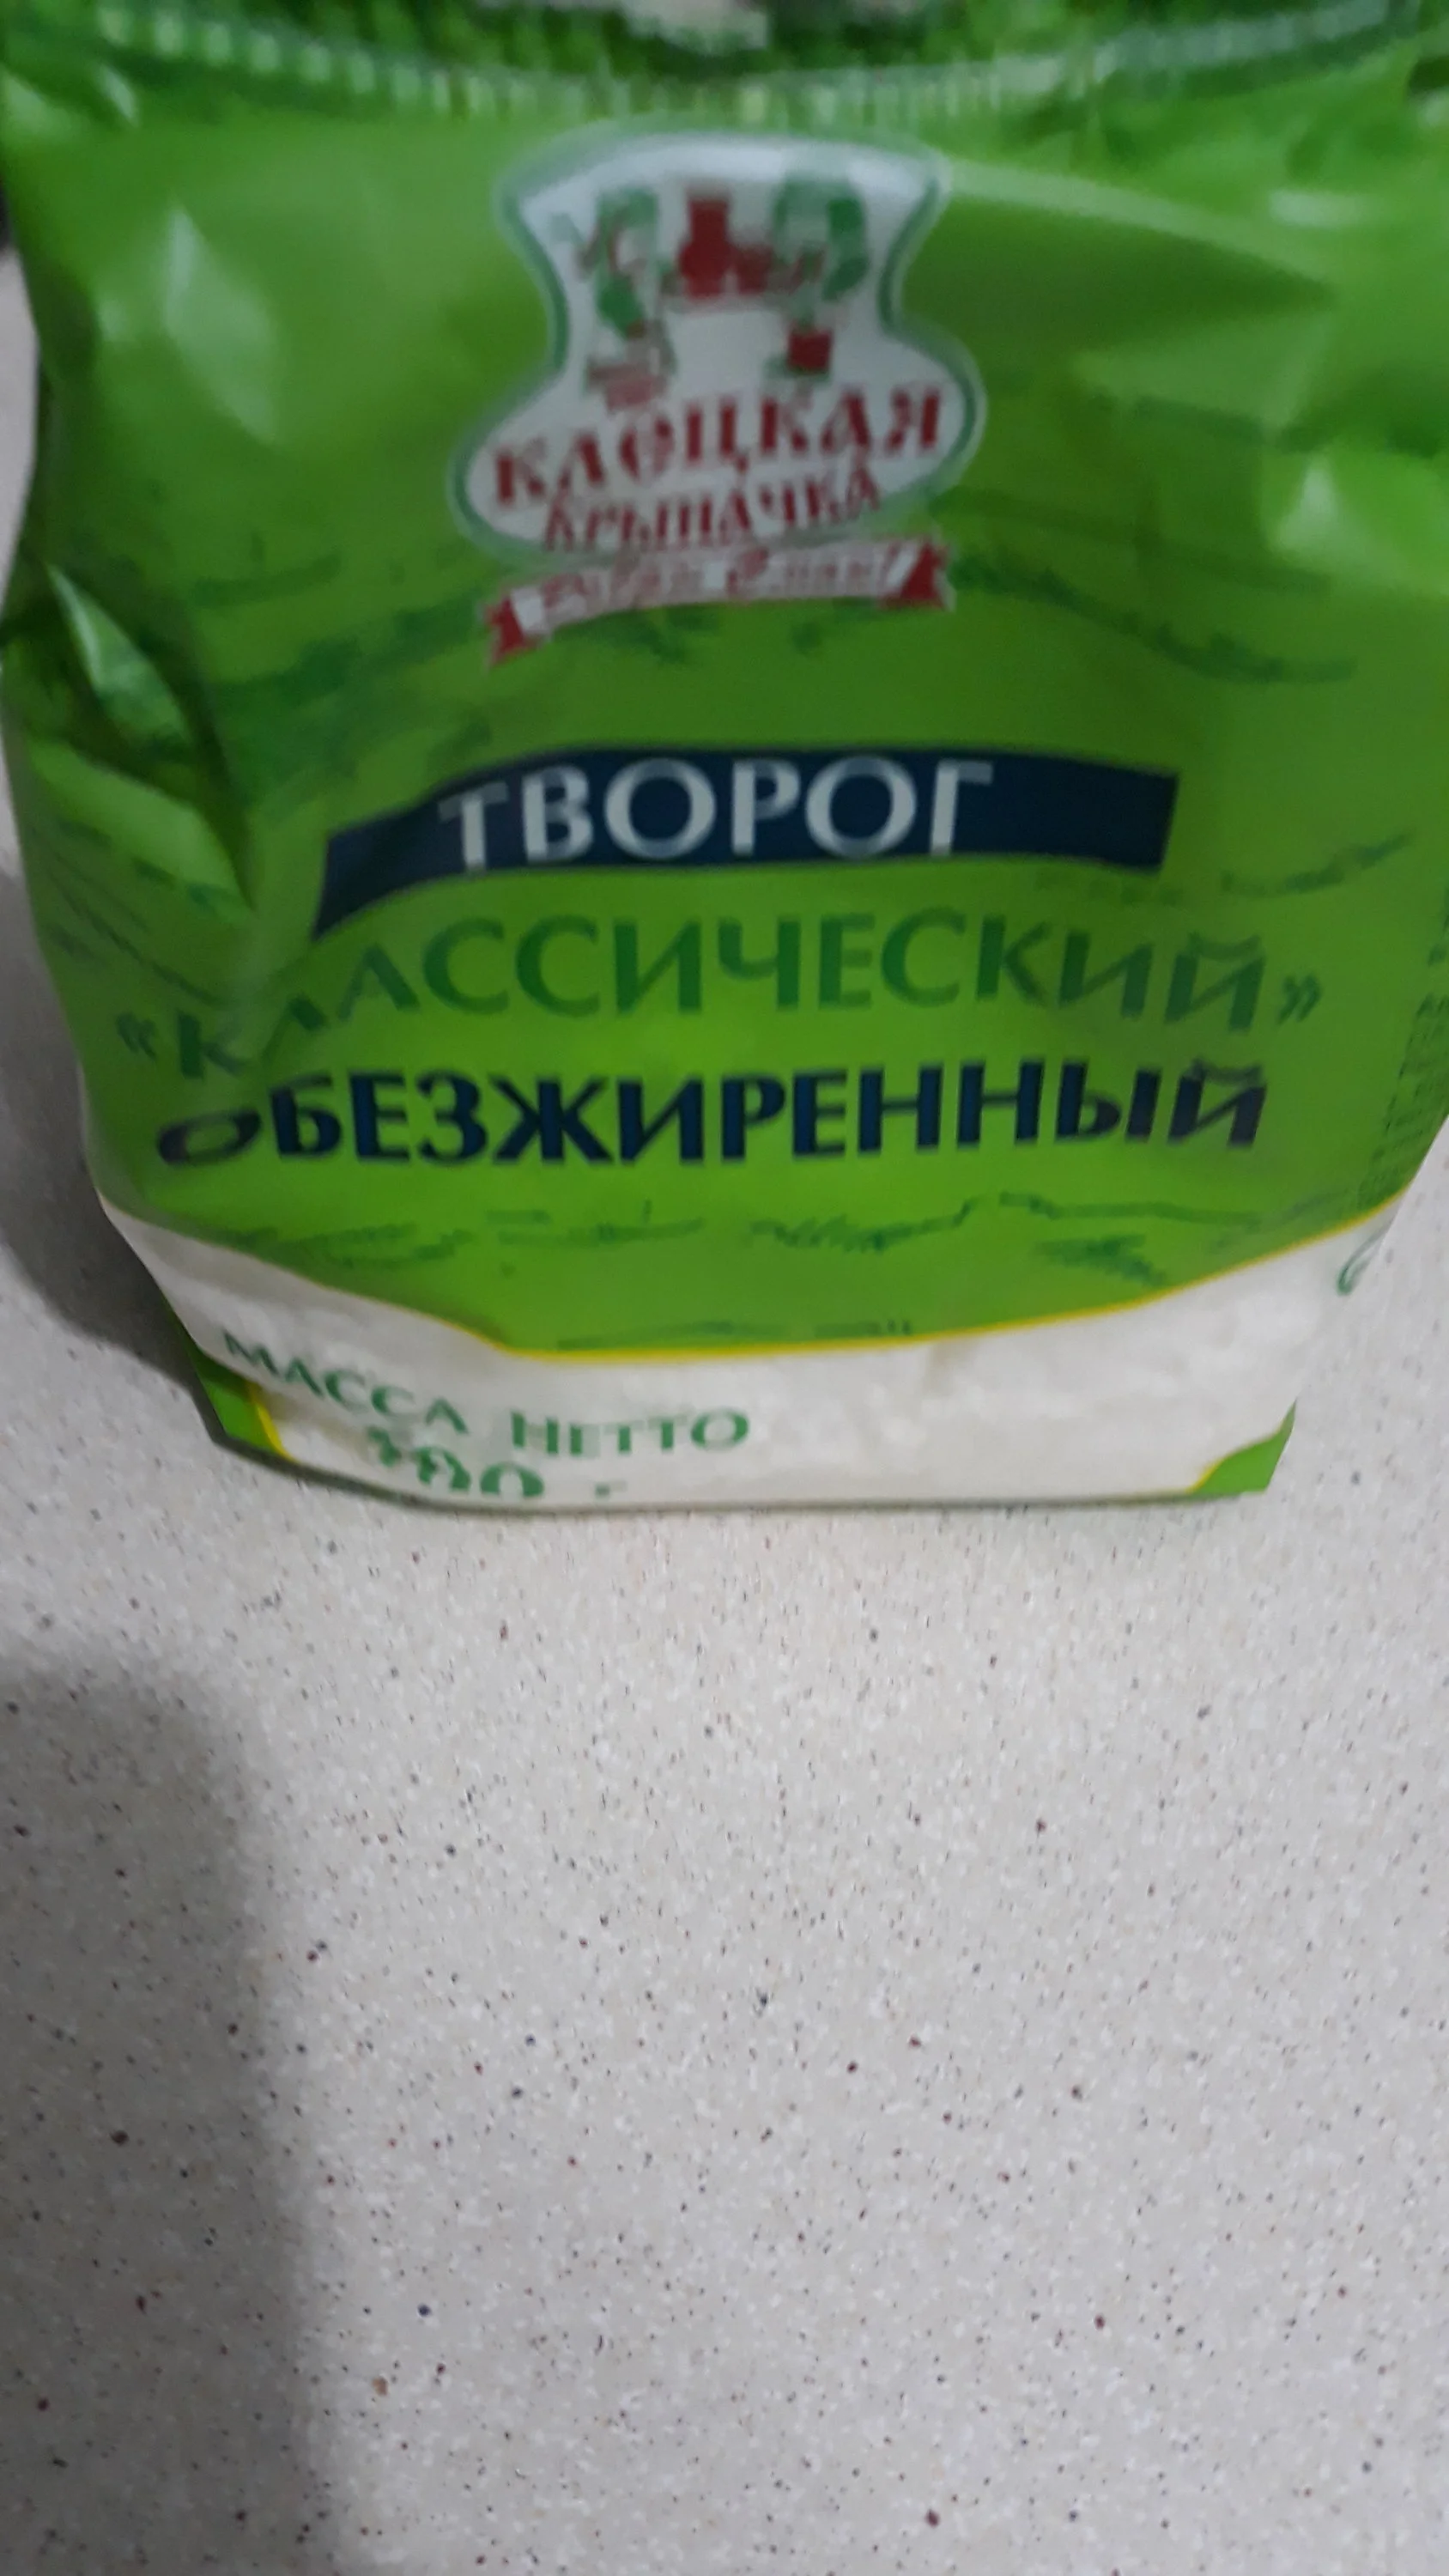 КЛЕЦКАЯ
КРЫНАЧКА
ТВОРОГ
«КЛАССИЧЕСКИЙ»
ОБЕЗЖИРЕННЫЙ
МАССА НЕТТО